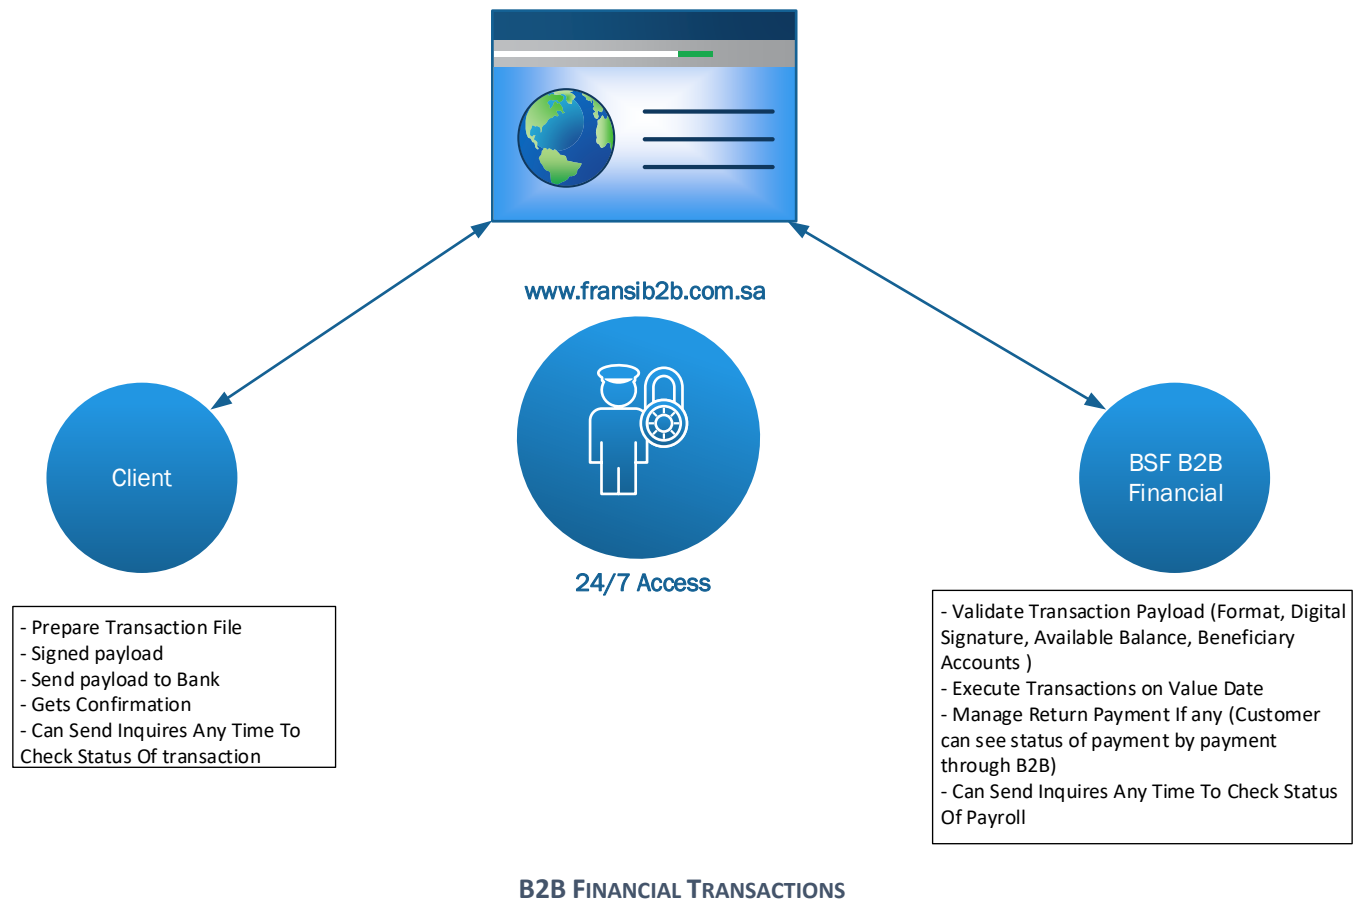 www.fransib2b.com.sa
Client
BSF B2B
Financial
24/7 Access
- Prepare Transaction File
- Signed payload
- Send payload to Bank
- Gets Confirmation
- Can Send Inquires Any Time To
Check Status Of transaction
- Validate Transaction Payload (Format, Digital
Signature, Available Balance, Beneficiary
Accounts )
- Execute Transactions on Value Date
- Manage Return Payment If any (Customer
can see status of payment by payment
through B2B)
- Can Send Inquires Any Time To Check Status
Of Payroll
B2B FINANCIAL TRANSACTIONS